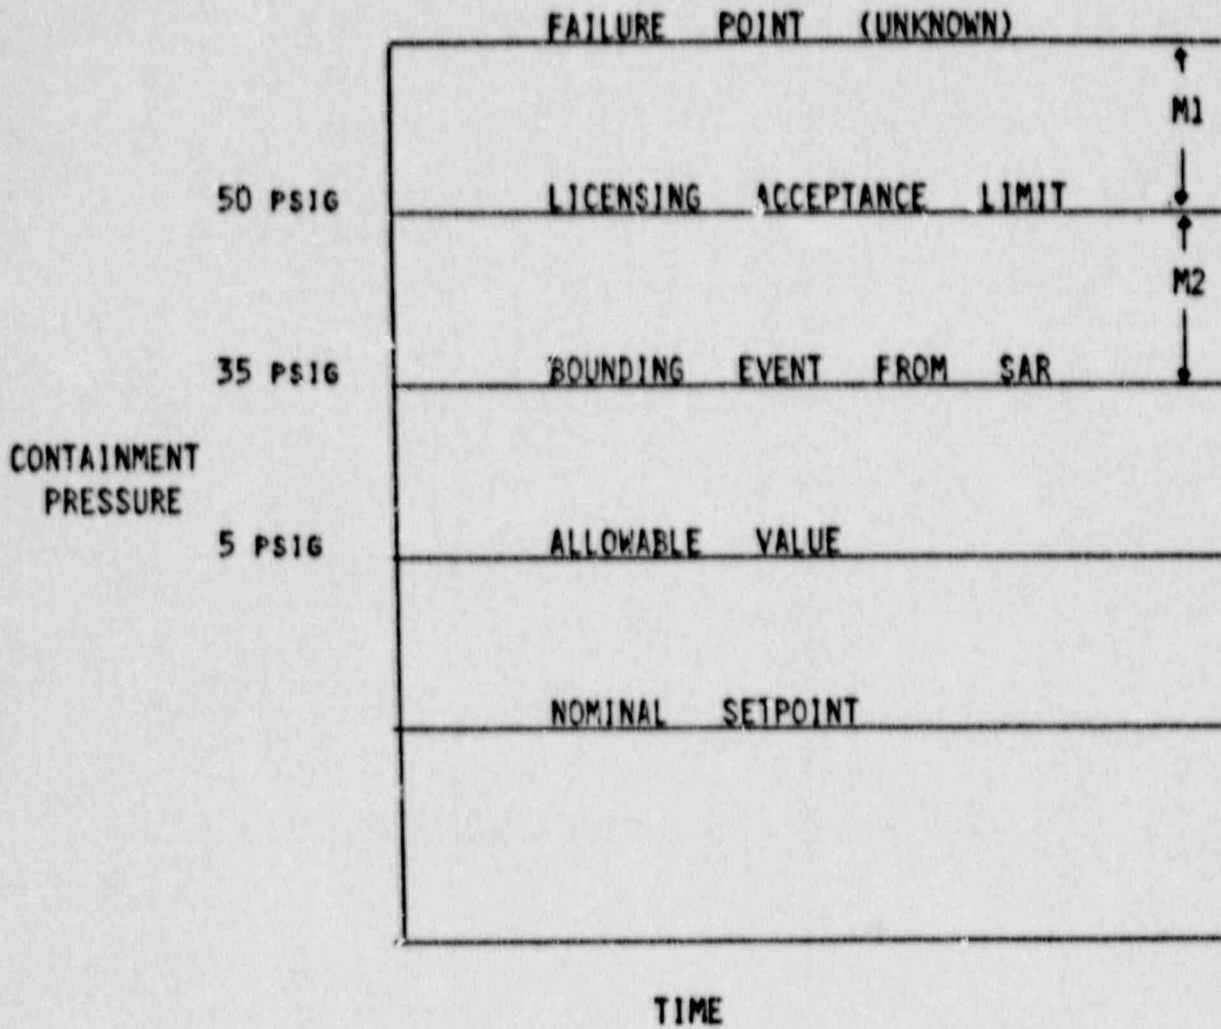 FAILURE POINT (UNKNOWN)
M1
50 PSIG LICENSING ACCEPTANCE LIMIT
M2
35 PSIG BOUNDING EVENT FROM SAR
CONTAINMENT
PRESSURE
5 PSIG ALLOWABLE VALUE
NOMINAL SETPOINT
TIME